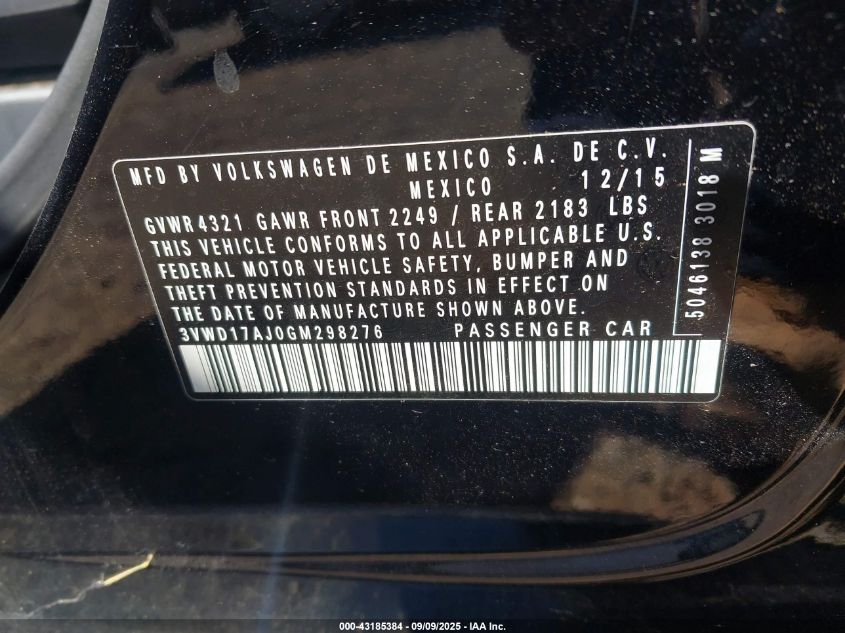 MFD BY VOLKSWAGEN DE MEXICO S.A. DE C.V.
MEXICO 12/15
GVWR 4321 GAWR FRONT 2249 / REAR 2183 LBS
THIS VEHICLE CONFORMS TO ALL APPLICABLE U.S.
FEDERAL MOTOR VEHICLE SAFETY, BUMPER AND
THEFT PREVENTION STANDARDS IN EFFECT ON
THE DATE OF MANUFACTURE SHOWN ABOVE.
3VWD17AJ0GM298276 PASSENGER CAR
5046138 3018 M
000-43185384 - 09/09/2025 - IAA Inc.